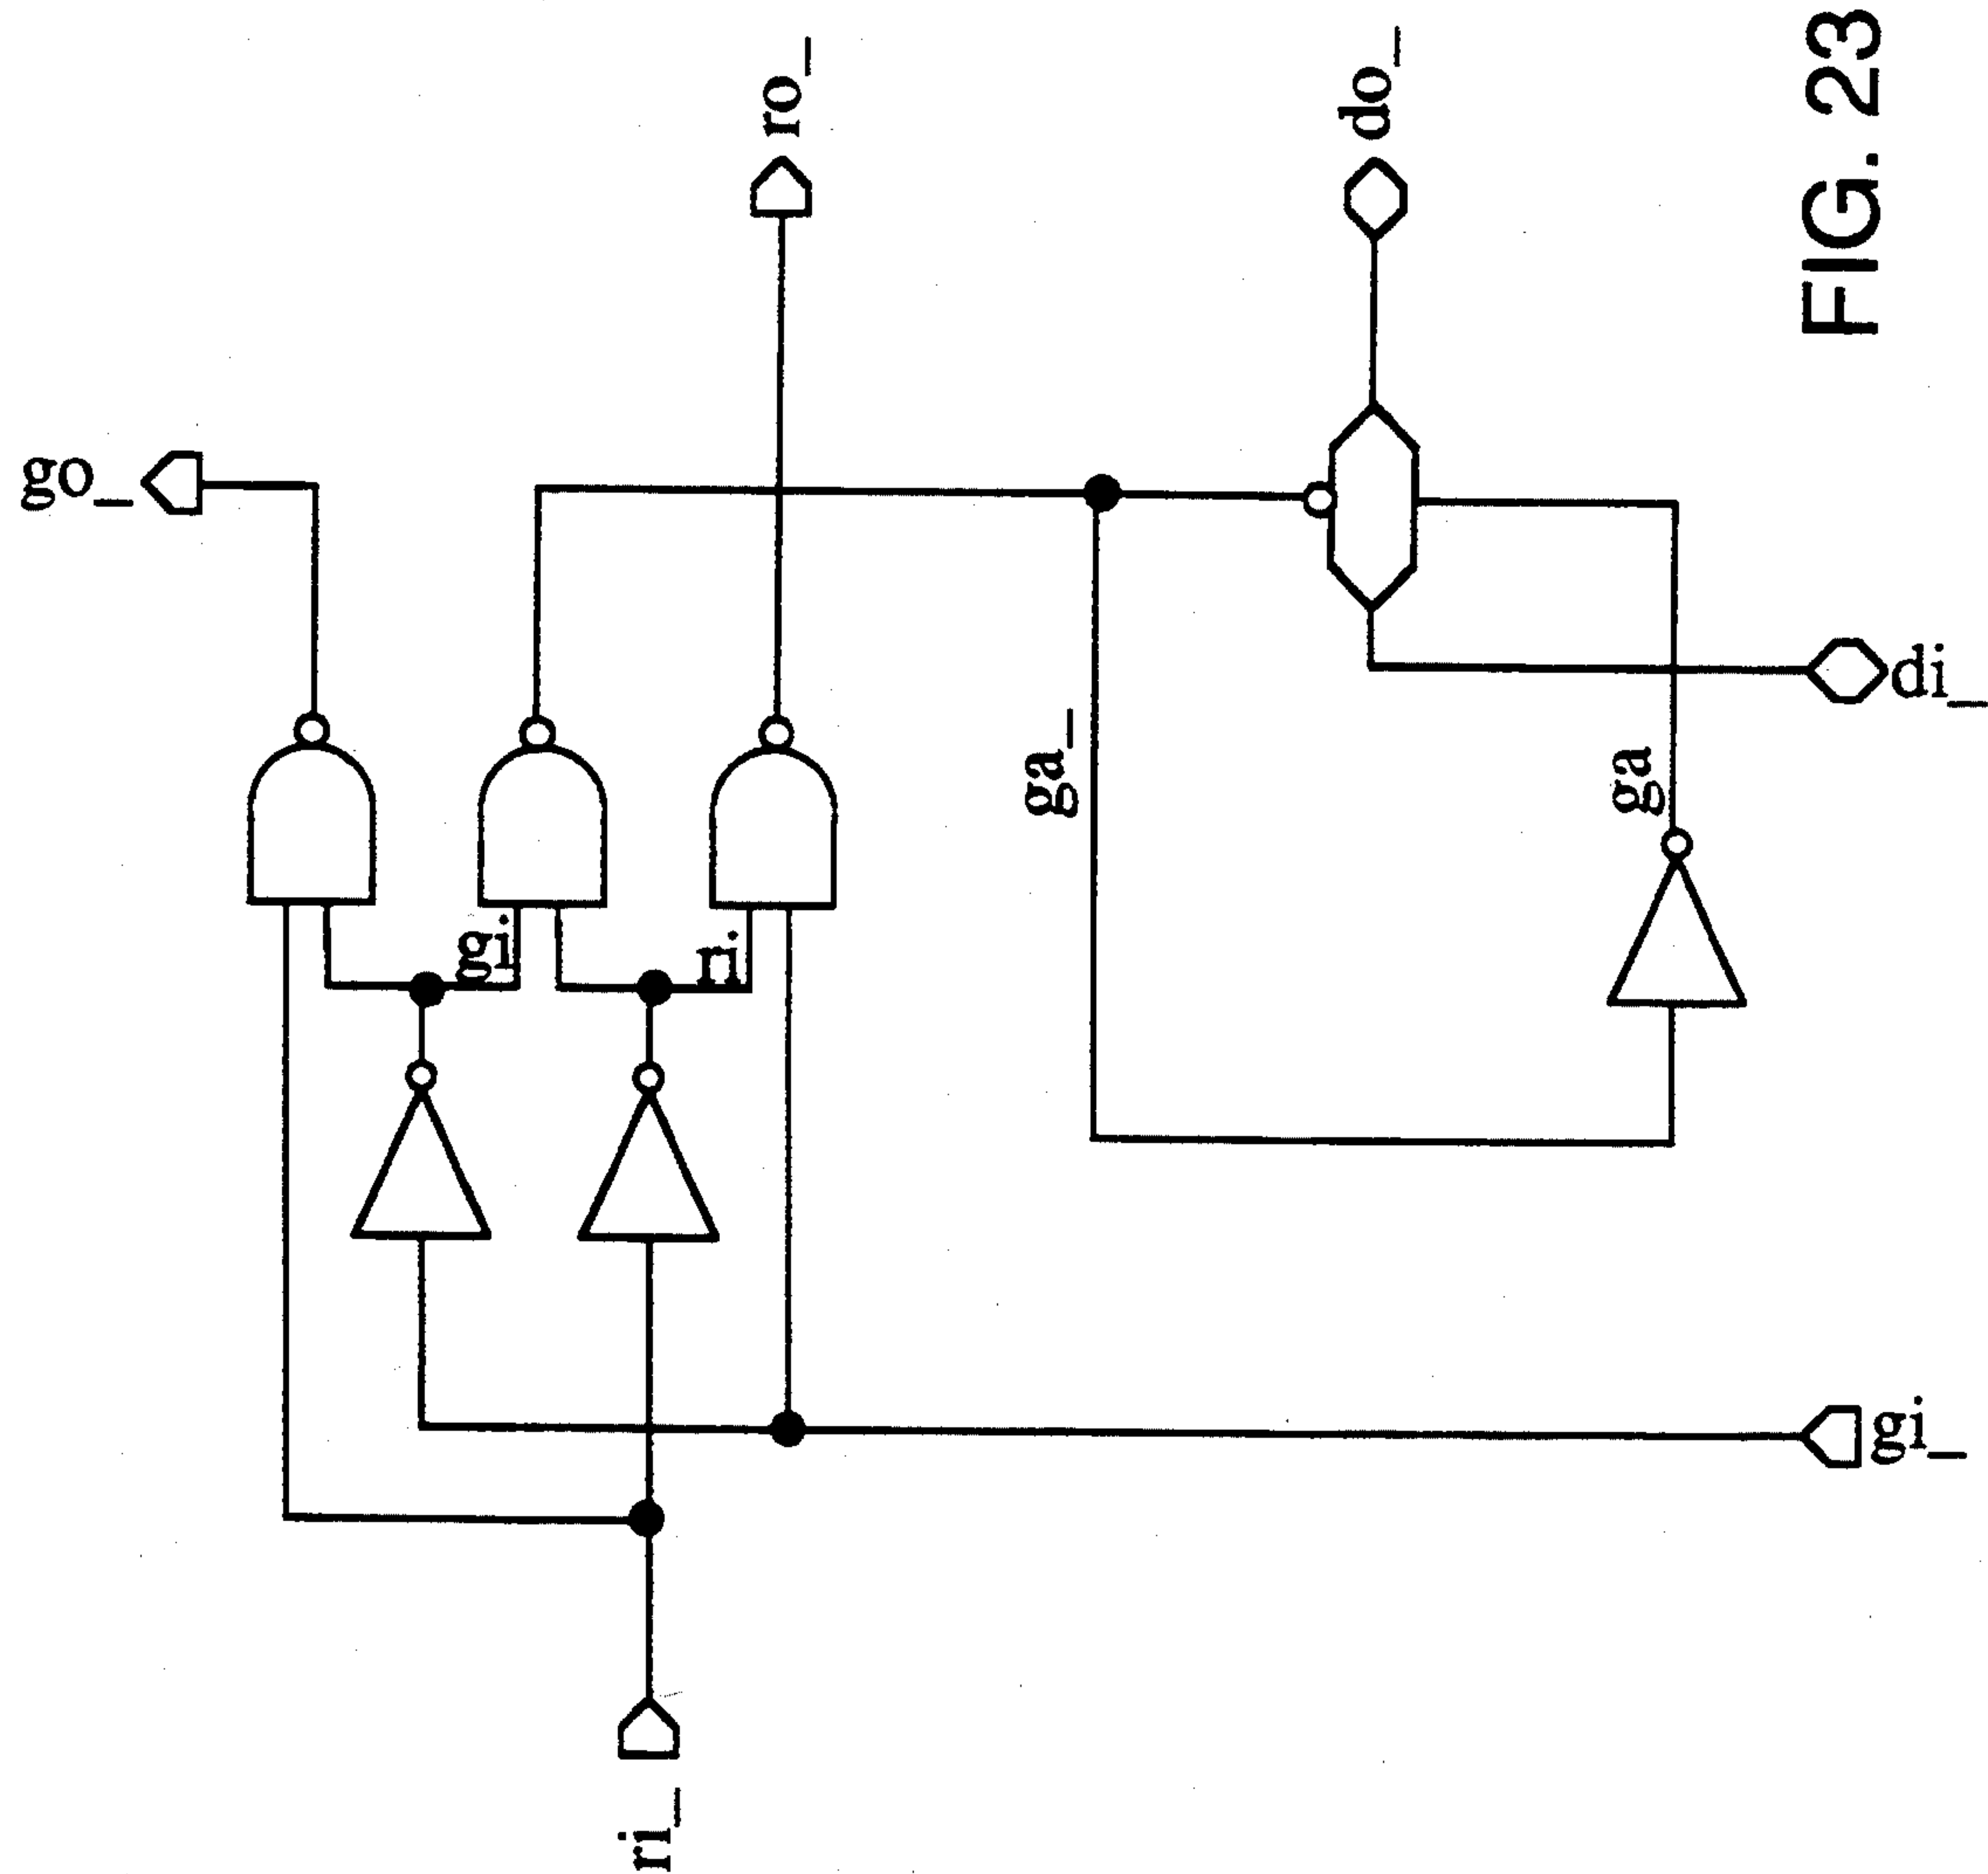 go_
ro_
do_
gi
ri
ga_
ga
di_
gi_
ri_
FIG. 23